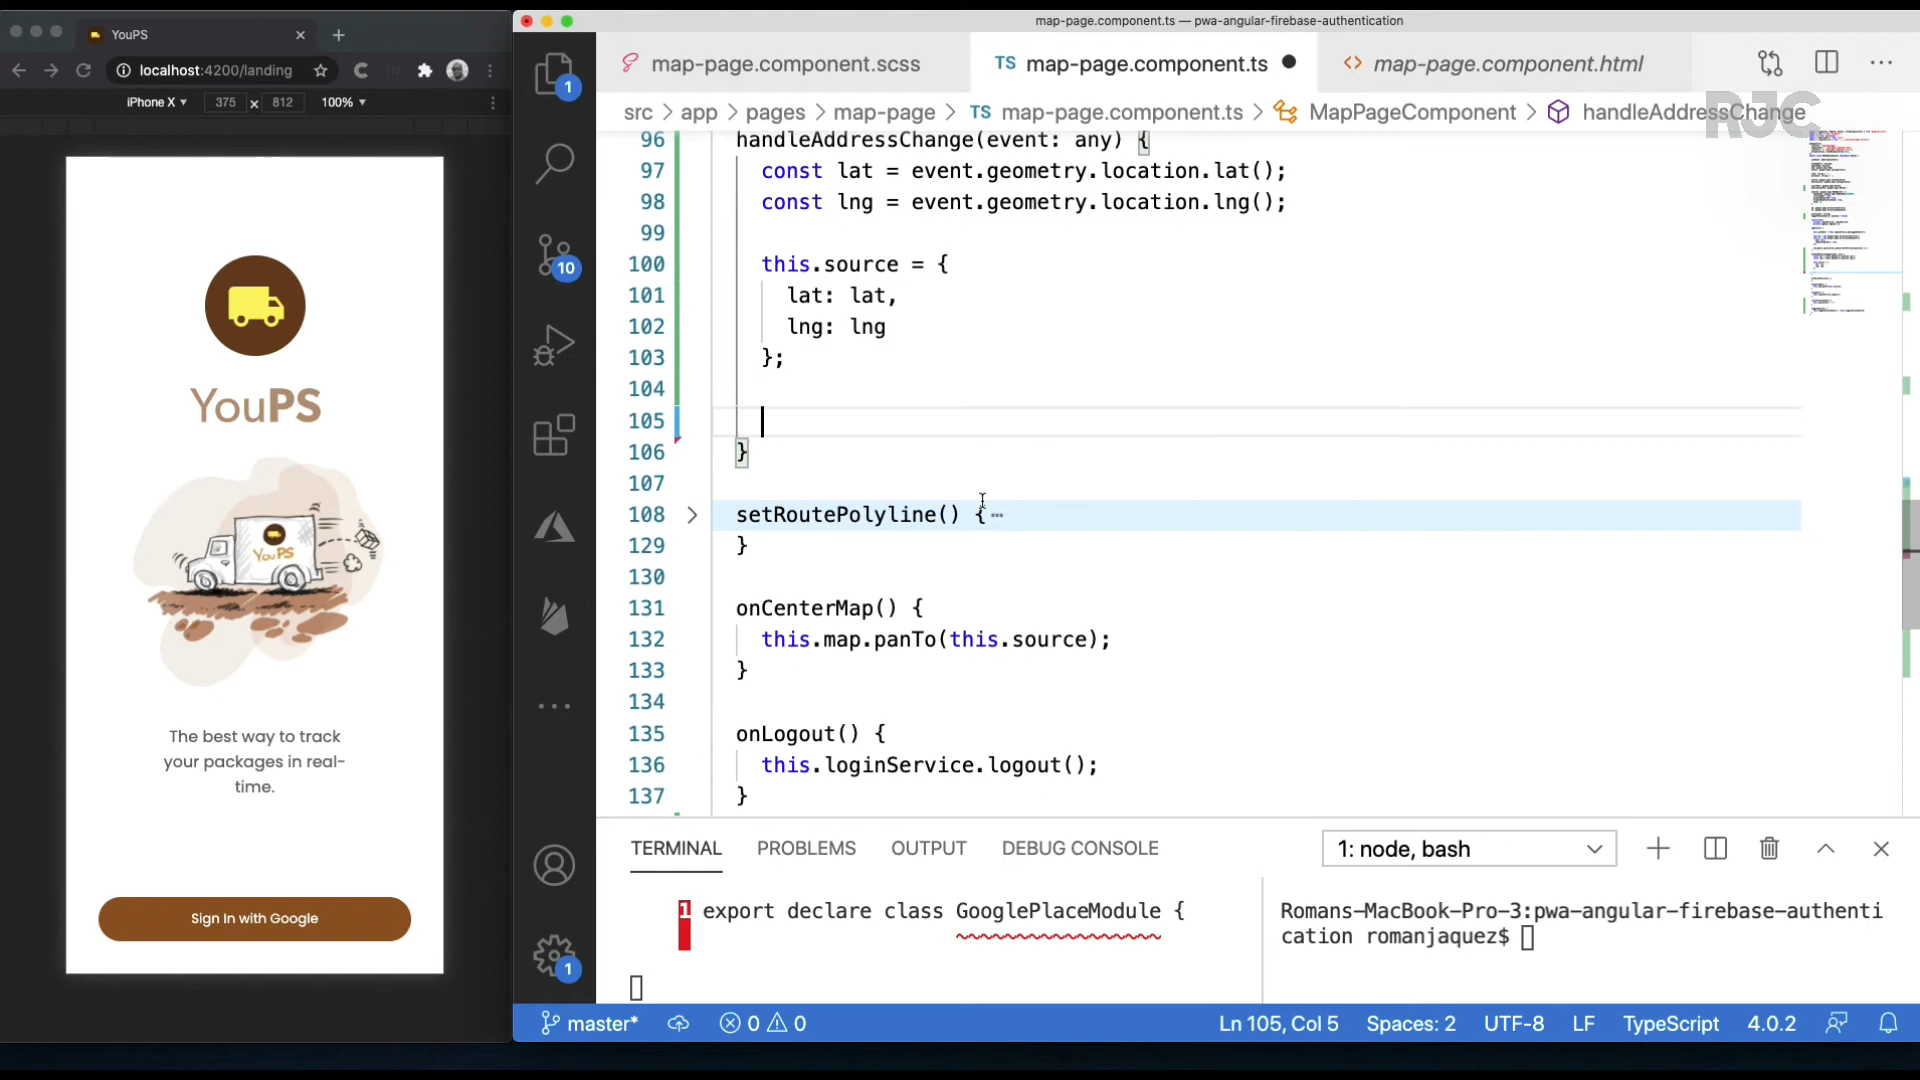 YouPS
localhost:4200/landing
iPhone X ▾ 375 × 812 100% ▾
YouPS
YouPS
The best way to track
your packages in real-
time.
Sign In with Google
map-page.component.ts — pwa-angular-firebase-authentication
map-page.component.scss
TS map-page.component.ts
map-page.component.html
src > app > pages > map-page > TS map-page.component.ts > MapPageComponent > handleAddressChange
RJC
96 handleAddressChange(event: any) {
97 const lat = event.geometry.location.lat();
98 const lng = event.geometry.location.lng();
99
100 this.source = {
101 lat: lat,
102 lng: lng
103 };
104
105
106 }
107
108 setRoutePolyline() {
129 }
130
131 onCenterMap() {
132 this.map.panTo(this.source);
133 }
134
135 onLogout() {
136 this.loginService.logout();
137 }
1
10
1
TERMINAL PROBLEMS OUTPUT DEBUG CONSOLE
1: node, bash
1 export declare class GooglePlaceModule {
Romans-MacBook-Pro-3:pwa-angular-firebase-authenti
cation romanjaquez$
master* 0 0 Ln 105, Col 5 Spaces: 2 UTF-8 LF TypeScript 4.0.2